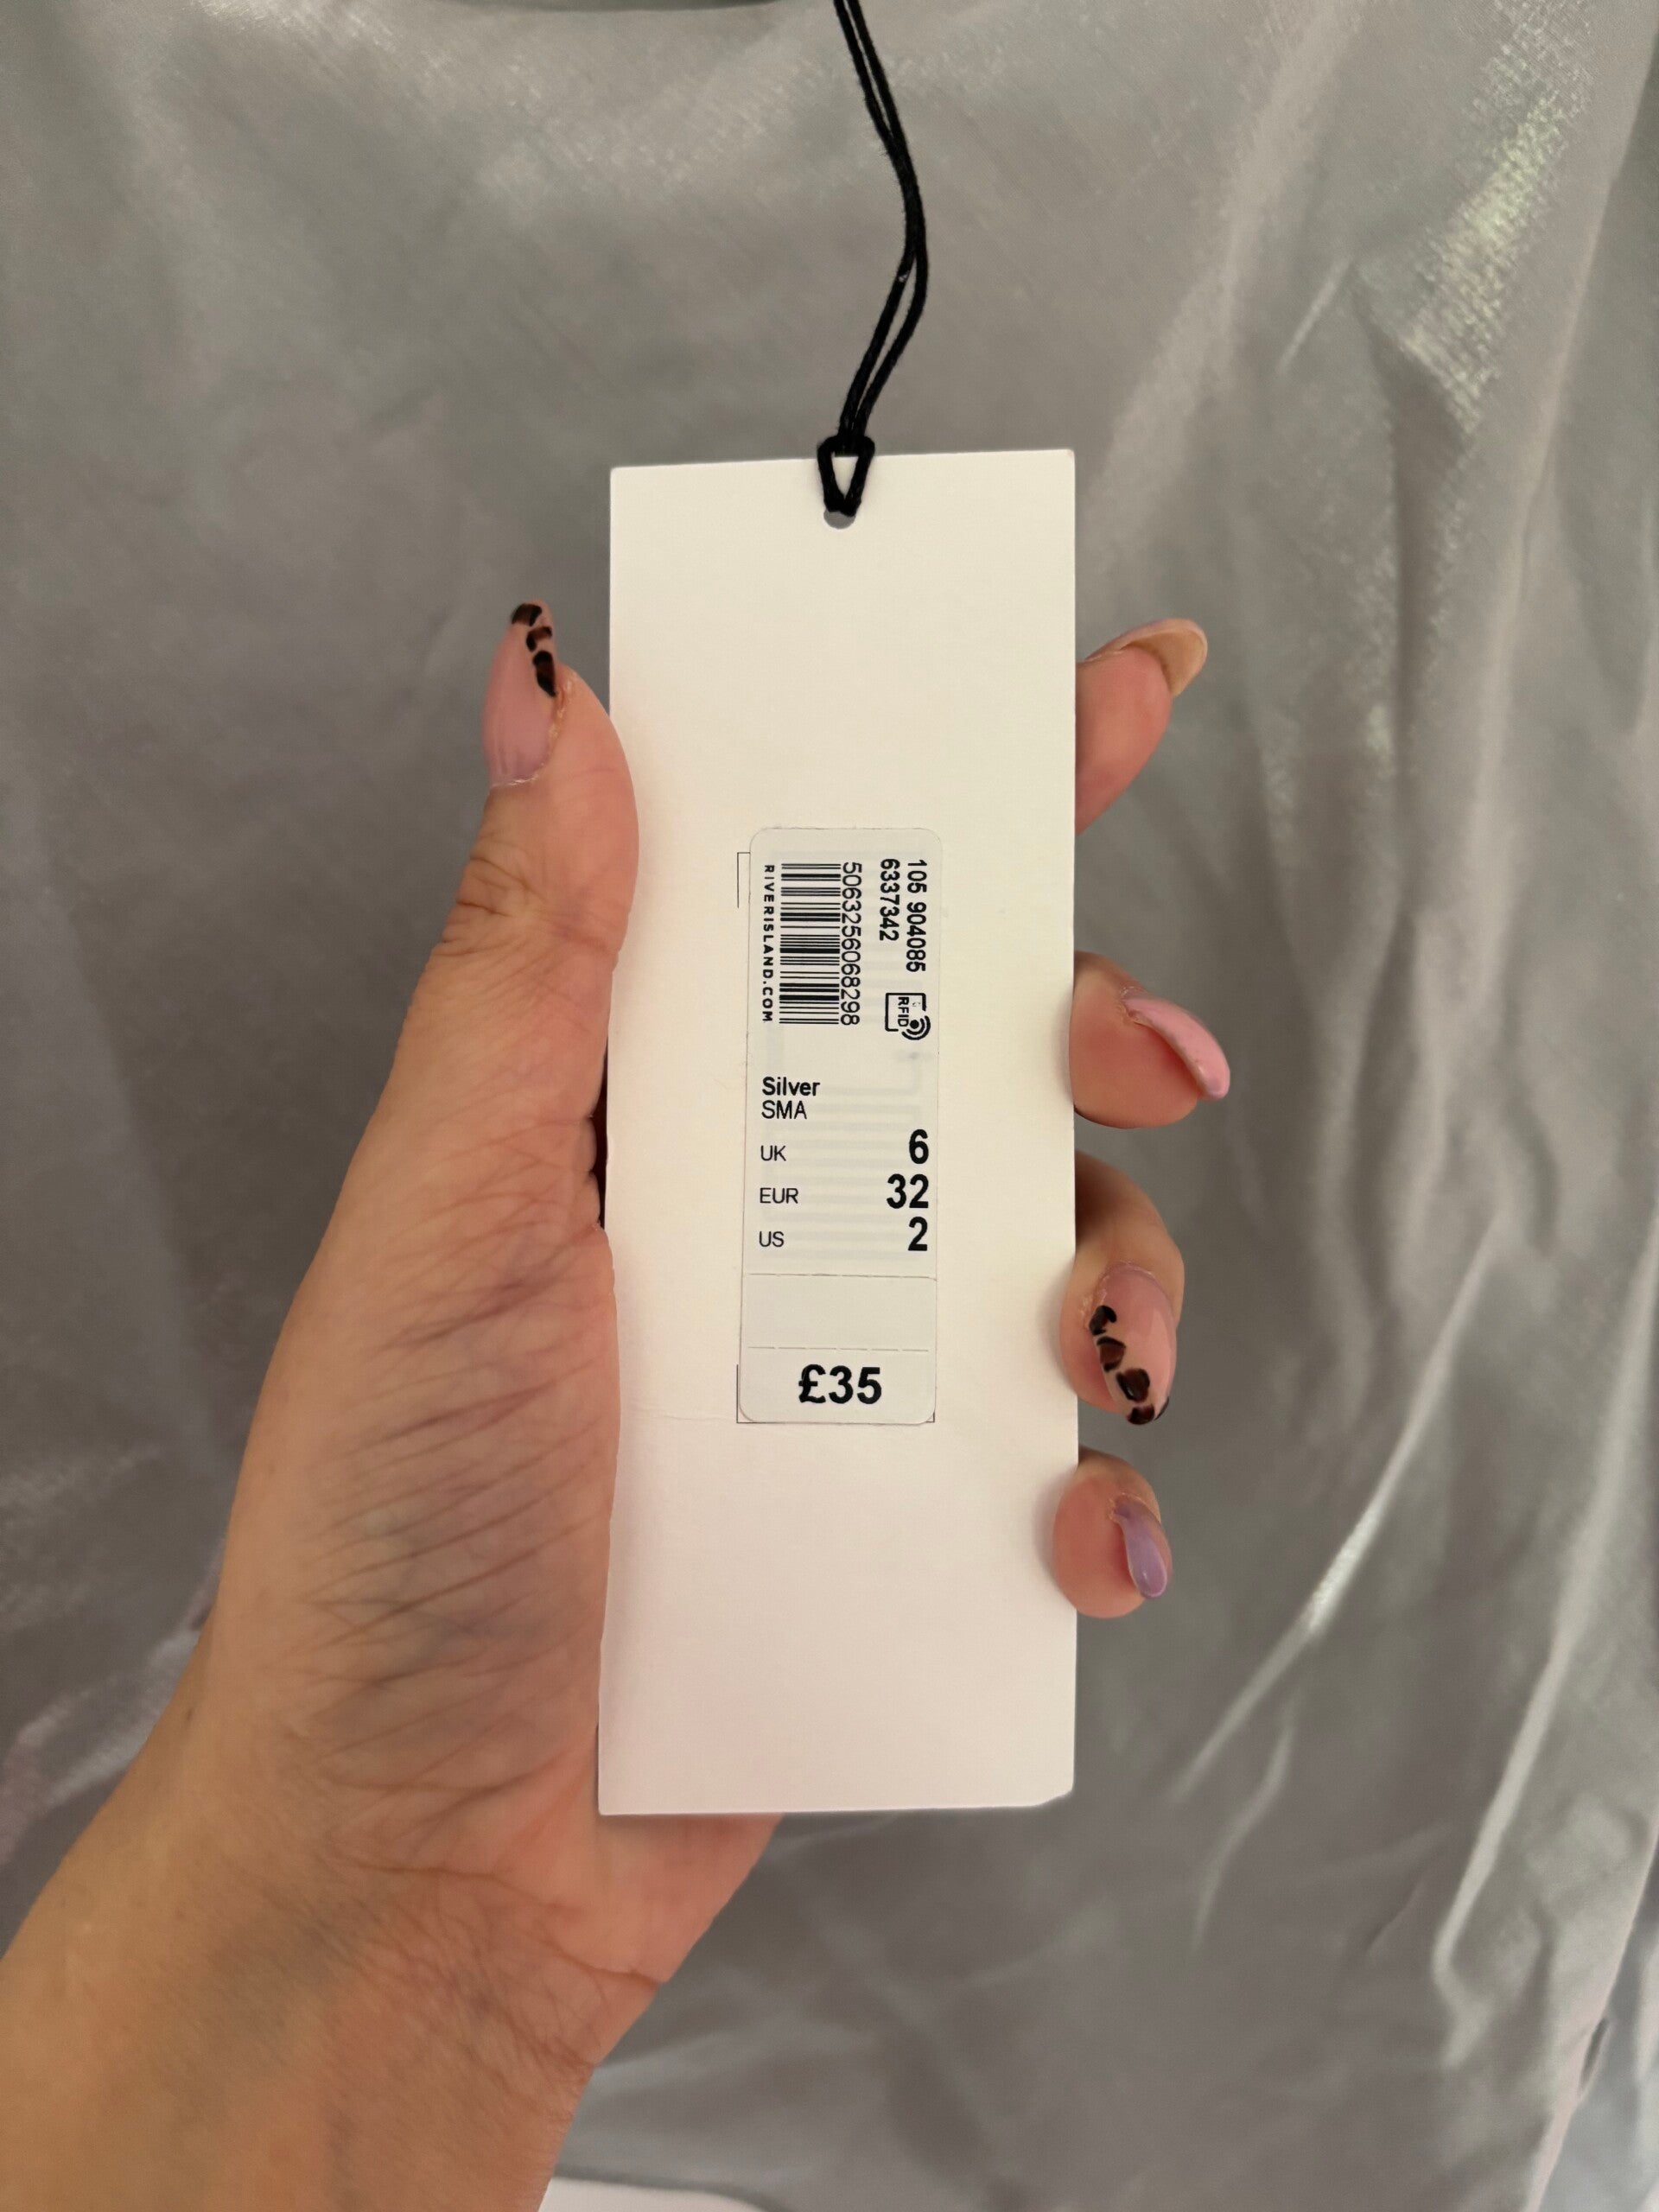 105 904085
6337342
RFID
5063256068298
RIVERISLAND.COM
Silver
SMA
UK 6
EUR 32
US 2
£35